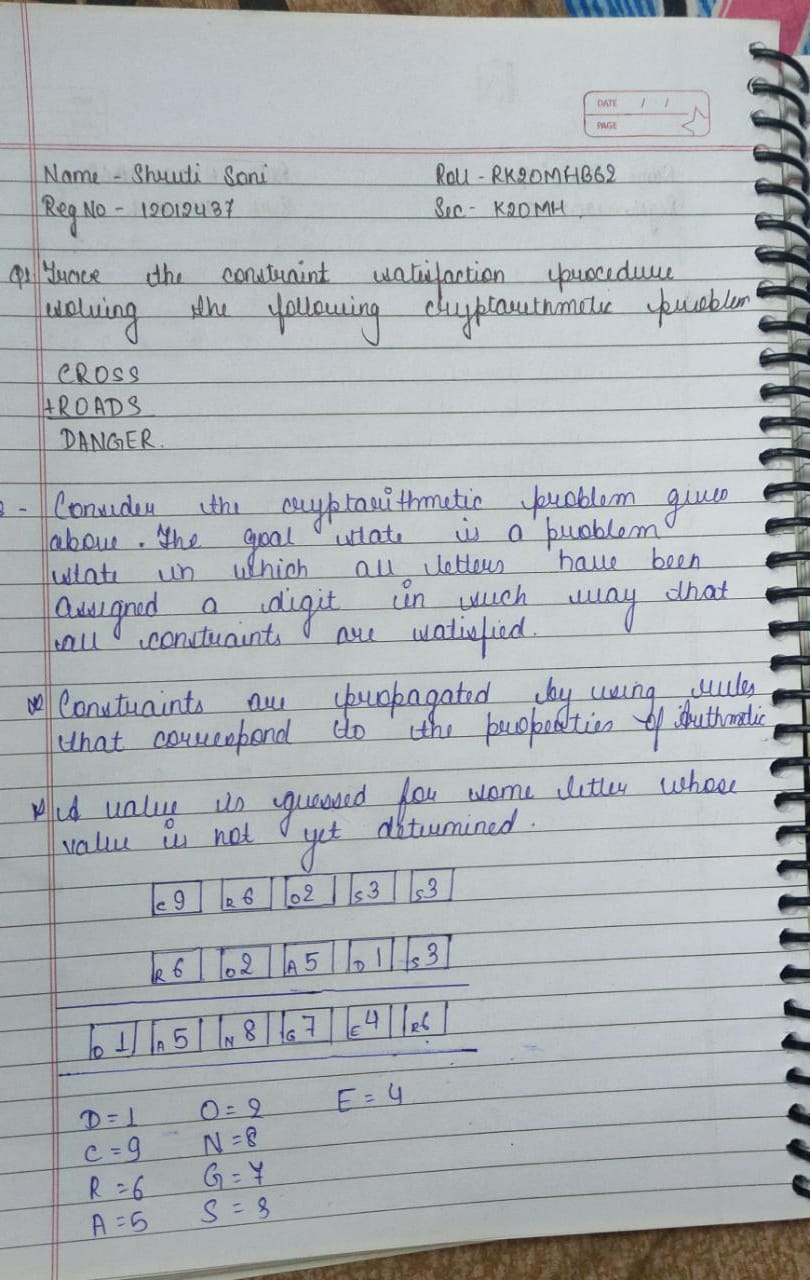 DATE / /
PAGE
Name - Shruti Soni Roll - RK20MHB62
Reg No - 12012437 Sec - K20MH
Q1 Trace the constraint satisfaction procedure
solving the following cryptarithmetic problem
CROSS
+ROADS
DANGER.
- Consider the cryptarithmetic problem given
above. The goal state is a problem
state in which all letters have been
assigned a digit in such way that
all constraints are satisfied.
Constraints are propagated by using rules
that correspond to the properties of Arithmetic
A value is guessed for some letter whose
value is not yet determined.
C 9 R 6 O 2 S 3 S 3
R 6 O 2 A 5 D 1 S 3
D 1 A 5 N 8 G 7 E 4 R 6
D = 1 O = 2 E = 4
C = 9 N = 8
R = 6 G = 7
A = 5 S = 3